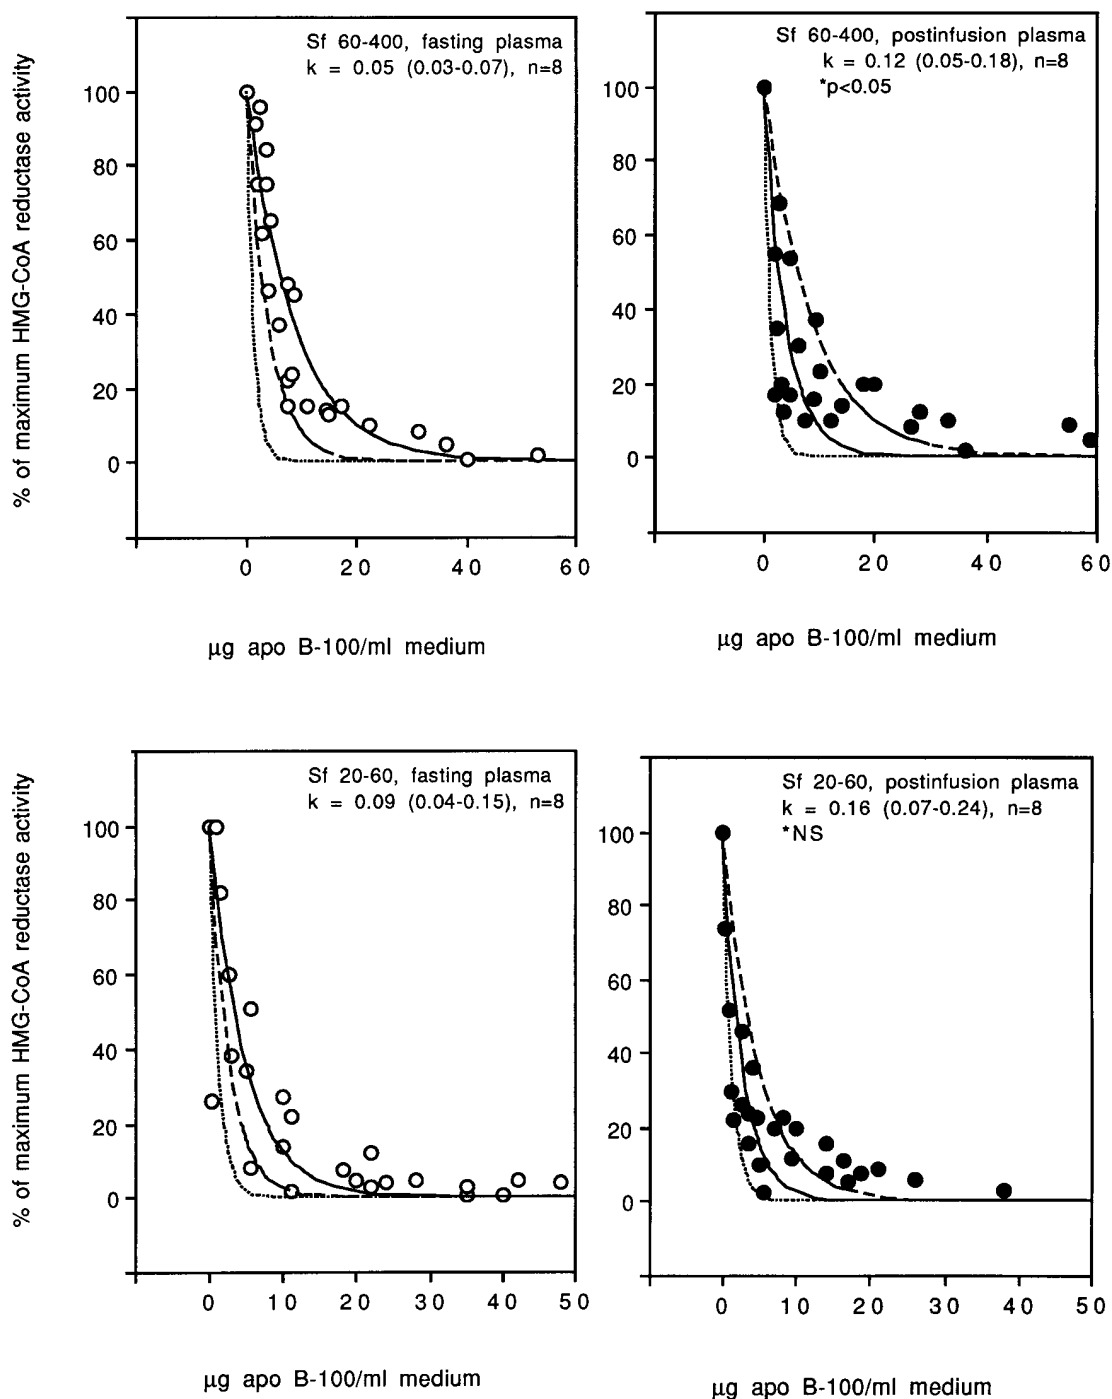 Sf 60-400, fasting plasma
k = 0.05 (0.03-0.07), n=8
% of maximum HMG-CoA reductase activity
100
80
60
40
20
0
0 20 40 60
µg apo B-100/ml medium
Sf 60-400, postinfusion plasma
k = 0.12 (0.05-0.18), n=8
*p<0.05
100
80
60
40
20
0
0 20 40 60
µg apo B-100/ml medium
Sf 20-60, fasting plasma
k = 0.09 (0.04-0.15), n=8
% of maximum HMG-CoA reductase activity
100
80
60
40
20
0
0 10 20 30 40 50
µg apo B-100/ml medium
Sf 20-60, postinfusion plasma
k = 0.16 (0.07-0.24), n=8
*NS
100
80
60
40
20
0
0 10 20 30 40 50
µg apo B-100/ml medium